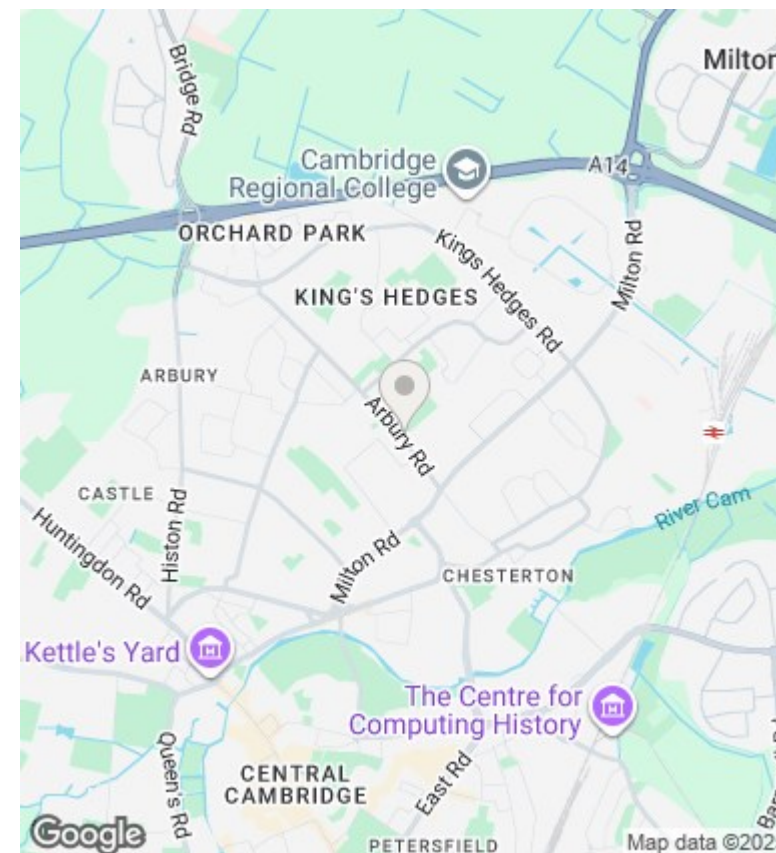 Bridge Rd
Milton
Cambridge
Regional College
A14
ORCHARD PARK
Kings Hedges Rd
Milton Rd
KING'S HEDGES
ARBURY
Arbury Rd
CASTLE
Histon Rd
Huntingdon Rd
River Cam
Milton Rd
CHESTERTON
Kettle's Yard
The Centre for
Computing History
Queen's Rd
CENTRAL
CAMBRIDGE
East Rd
PETERSFIELD
Google
Map data ©202